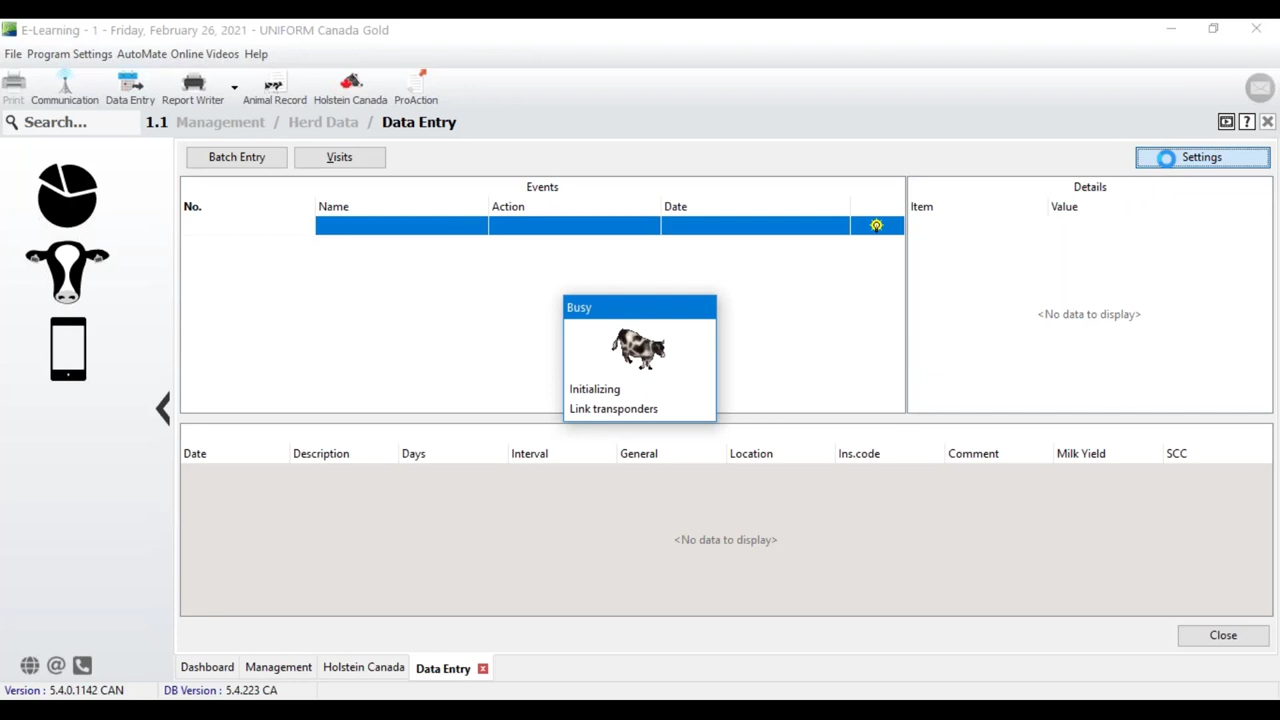 E-Learning - 1 - Friday, February 26, 2021 - UNIFORM Canada Gold
File Program Settings AutoMate Online Videos Help
Print Communication Data Entry Report Writer Animal Record Holstein Canada ProAction
Search... 1.1 Management / Herd Data / Data Entry ?
Batch Entry Visits Settings
Events Details
No. Name Action Date Item Value
<No data to display>
Busy
Initializing
Link transponders
Date Description Days Interval General Location Ins.code Comment Milk Yield SCC
<No data to display>
Close
Dashboard Management Holstein Canada Data Entry
Version : 5.4.0.1142 CAN DB Version : 5.4.223 CA